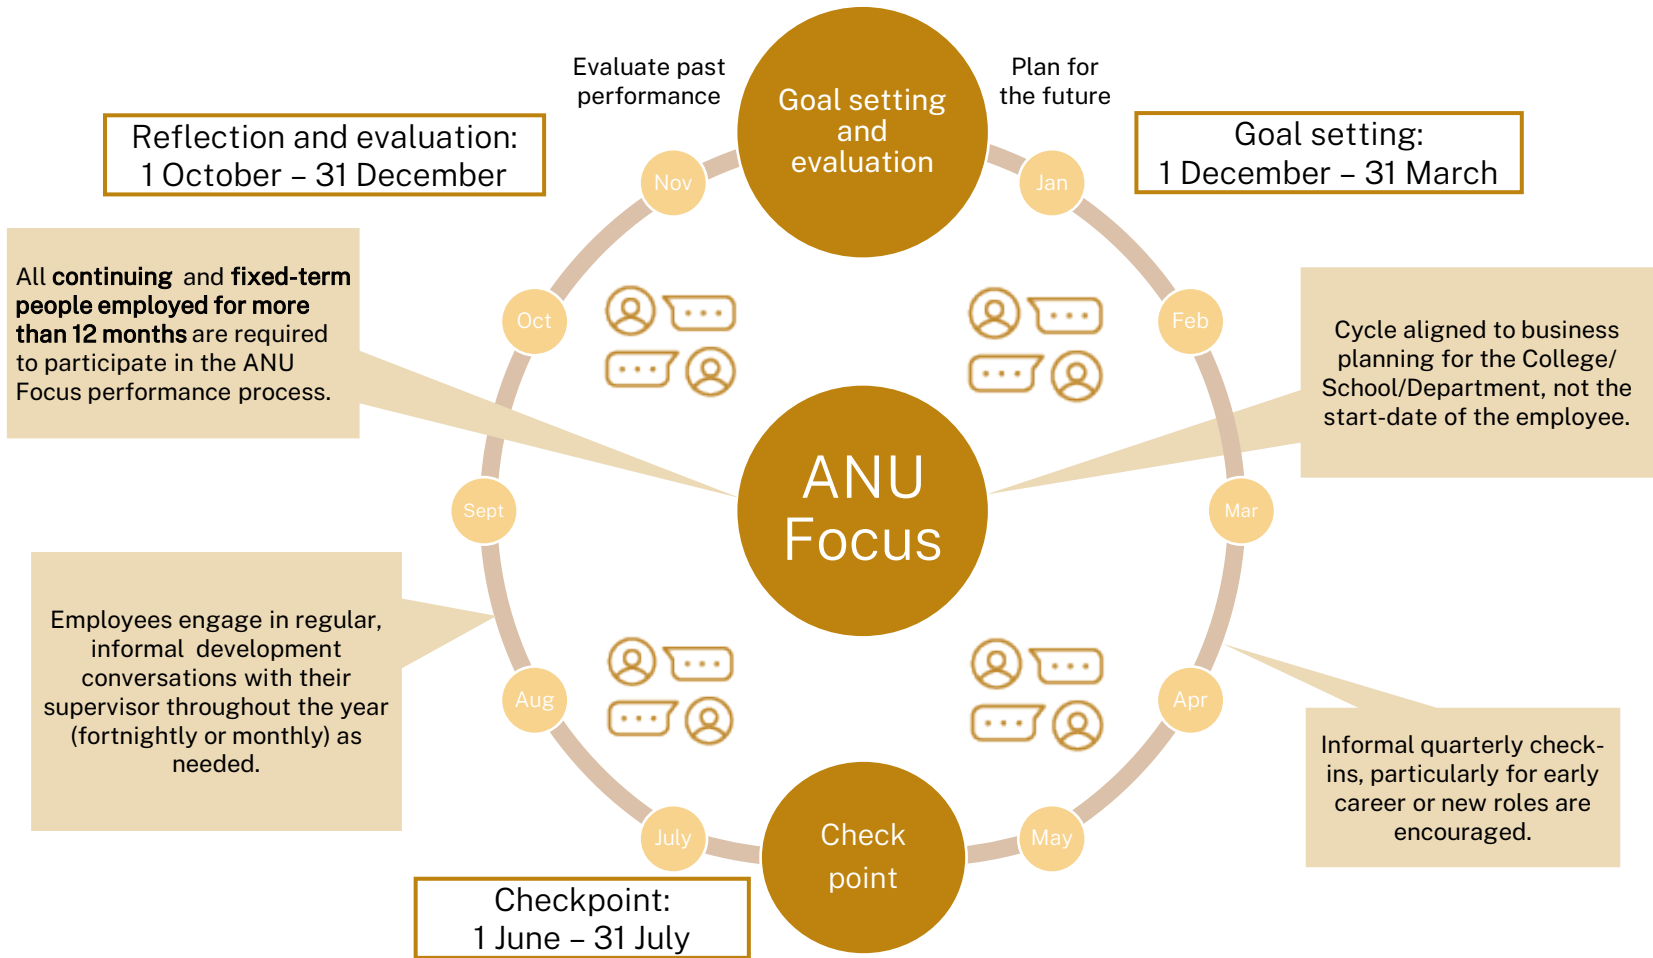 Evaluate past
performance
Goal setting
and
evaluation
Plan for
the future
Reflection and evaluation:
1 October – 31 December
Goal setting:
1 December – 31 March
Nov
Jan
All continuing and fixed-term
people employed for more
than 12 months are required
to participate in the ANU
Focus performance process.
Oct
Feb
Cycle aligned to business
planning for the College/
School/Department, not the
start-date of the employee.
ANU
Focus
Sept
Mar
Employees engage in regular,
informal development
conversations with their
supervisor throughout the year
(fortnightly or monthly) as
needed.
Aug
Apr
Informal quarterly check-
ins, particularly for early
career or new roles are
encouraged.
July
Check
point
May
Checkpoint:
1 June – 31 July